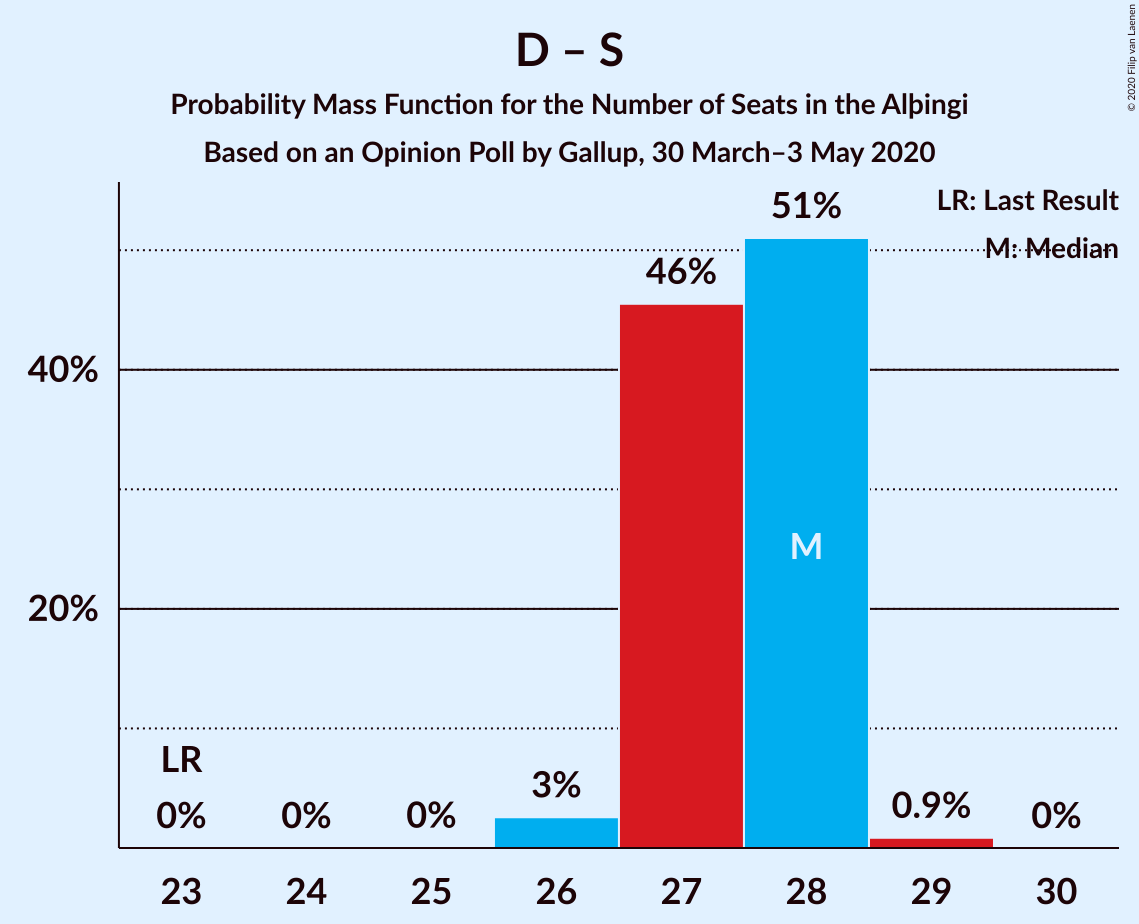 D – S
Probability Mass Function for the Number of Seats in the Alþingi
Based on an Opinion Poll by Gallup, 30 March–3 May 2020
© 2020 Filip van Laenen
LR: Last Result
M: Median
51%
46%
40%
M
20%
LR
0%
0%
0%
3%
0.9%
0%
23
24
25
26
27
28
29
30